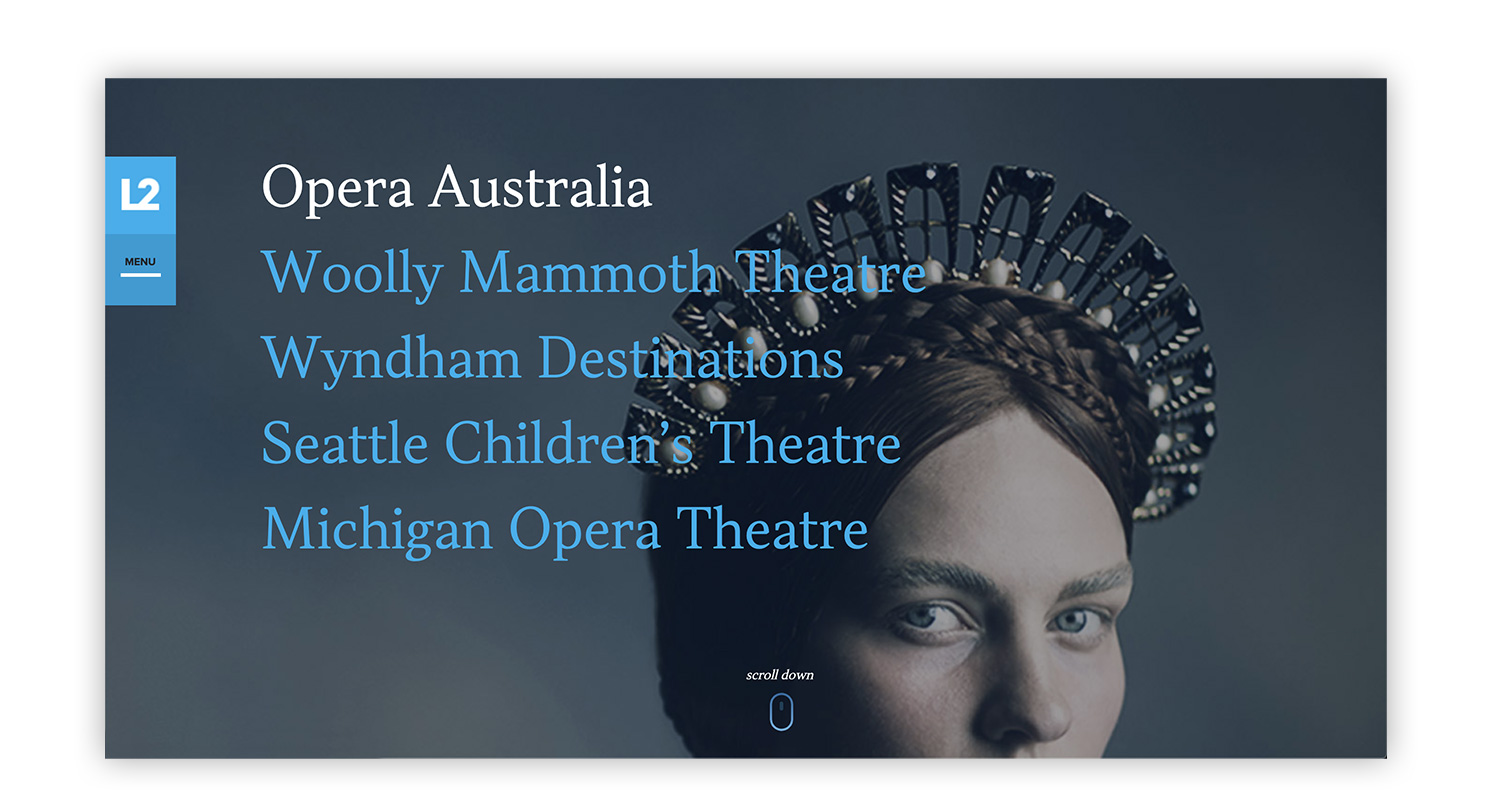 L2
MENU
Opera Australia
Woolly Mammoth Theatre
Wyndham Destinations
Seattle Children’s Theatre
Michigan Opera Theatre
scroll down